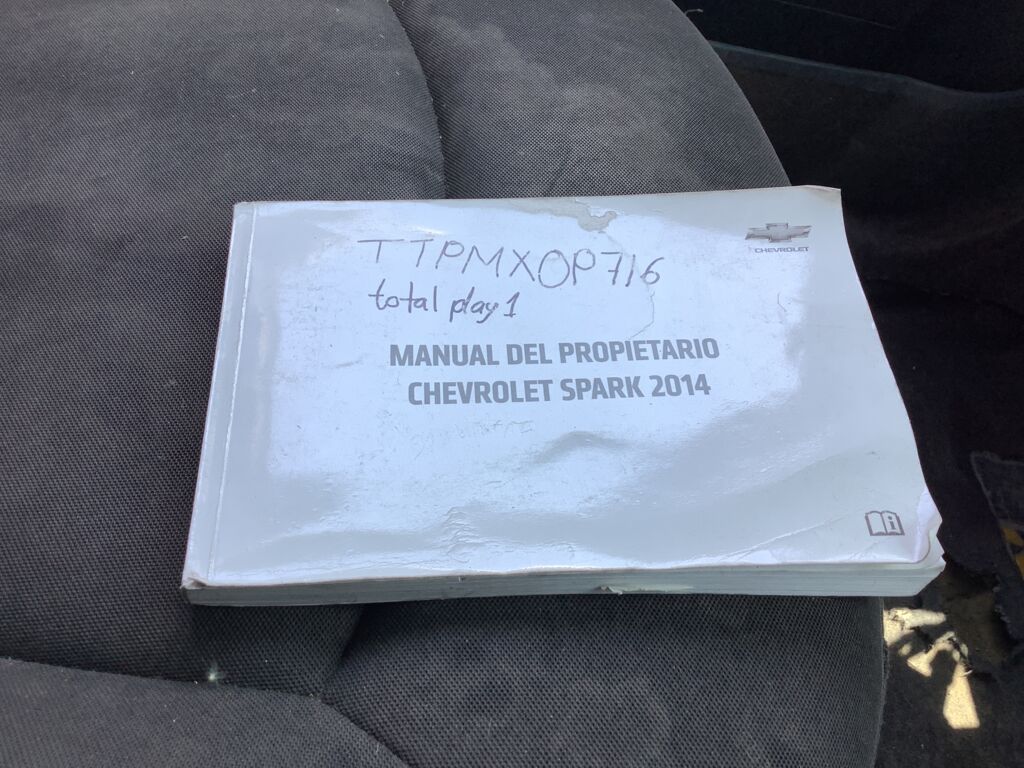 CHEVROLET
TTPMXOP716
total play 1
MANUAL DEL PROPIETARIO
CHEVROLET SPARK 2014
i